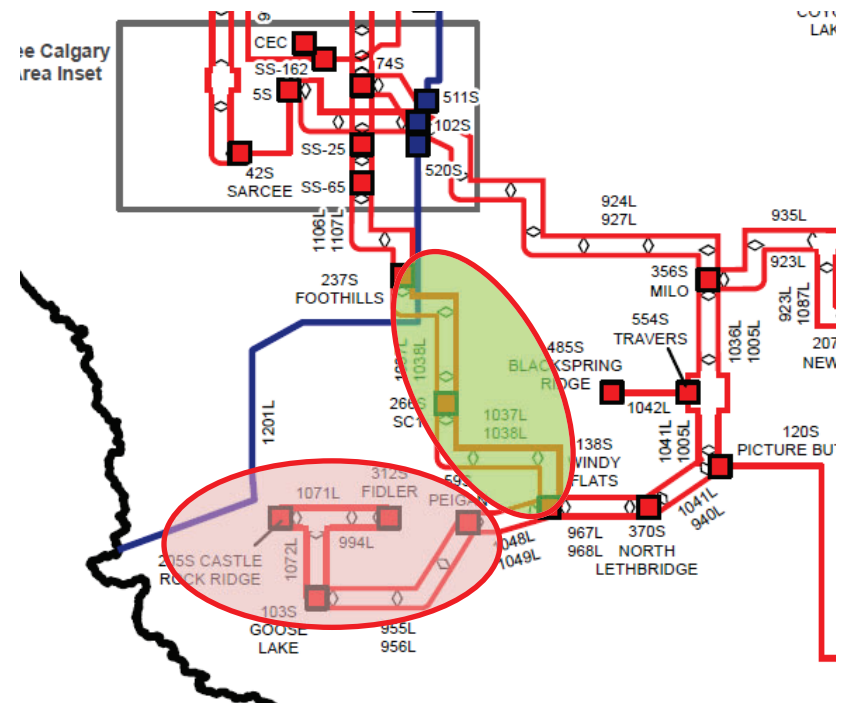 ee Calgary
Area Inset
CEC
SS-162
5S
74S
511S
102S
520S
SS-25
SS-65
42S
SARCEE
1106L
1107L
924L
927L
935L
923L
923L
1087L
237S
FOOTHILLS
356S
MILO
554S
TRAVERS
1036L
1005L
207
NEW
485S
BLACKSPRING
RIDGE
1042L
1041L
1005L
1038L
1201L
SC1
1037L
1038L
138S
WINDY
FLATS
120S
PICTURE BUT
1071L
312S
FIDLER
PEIGAN
994L
1072L
205S CASTLE
ROCK RIDGE
1048L
1049L
967L
968L
370S
NORTH
LETHBRIDGE
1041L
940L
103S
GOOSE
LAKE
955L
956L